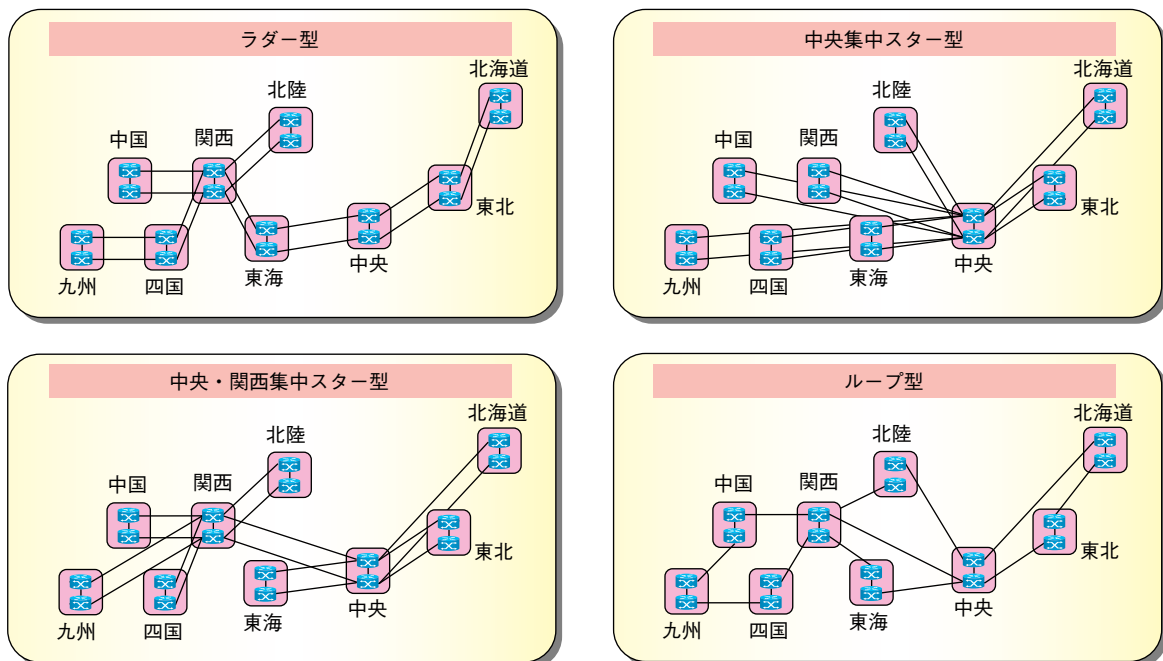 ラダー型
北海道
北陸
中国
関西
東北
九州
四国
東海
中央
中央集中スター型
北海道
北陸
中国
関西
東北
九州
四国
東海
中央
中央・関西集中スター型
北海道
北陸
中国
関西
東北
九州
四国
東海
中央
ループ型
北海道
北陸
中国
関西
東北
九州
四国
東海
中央